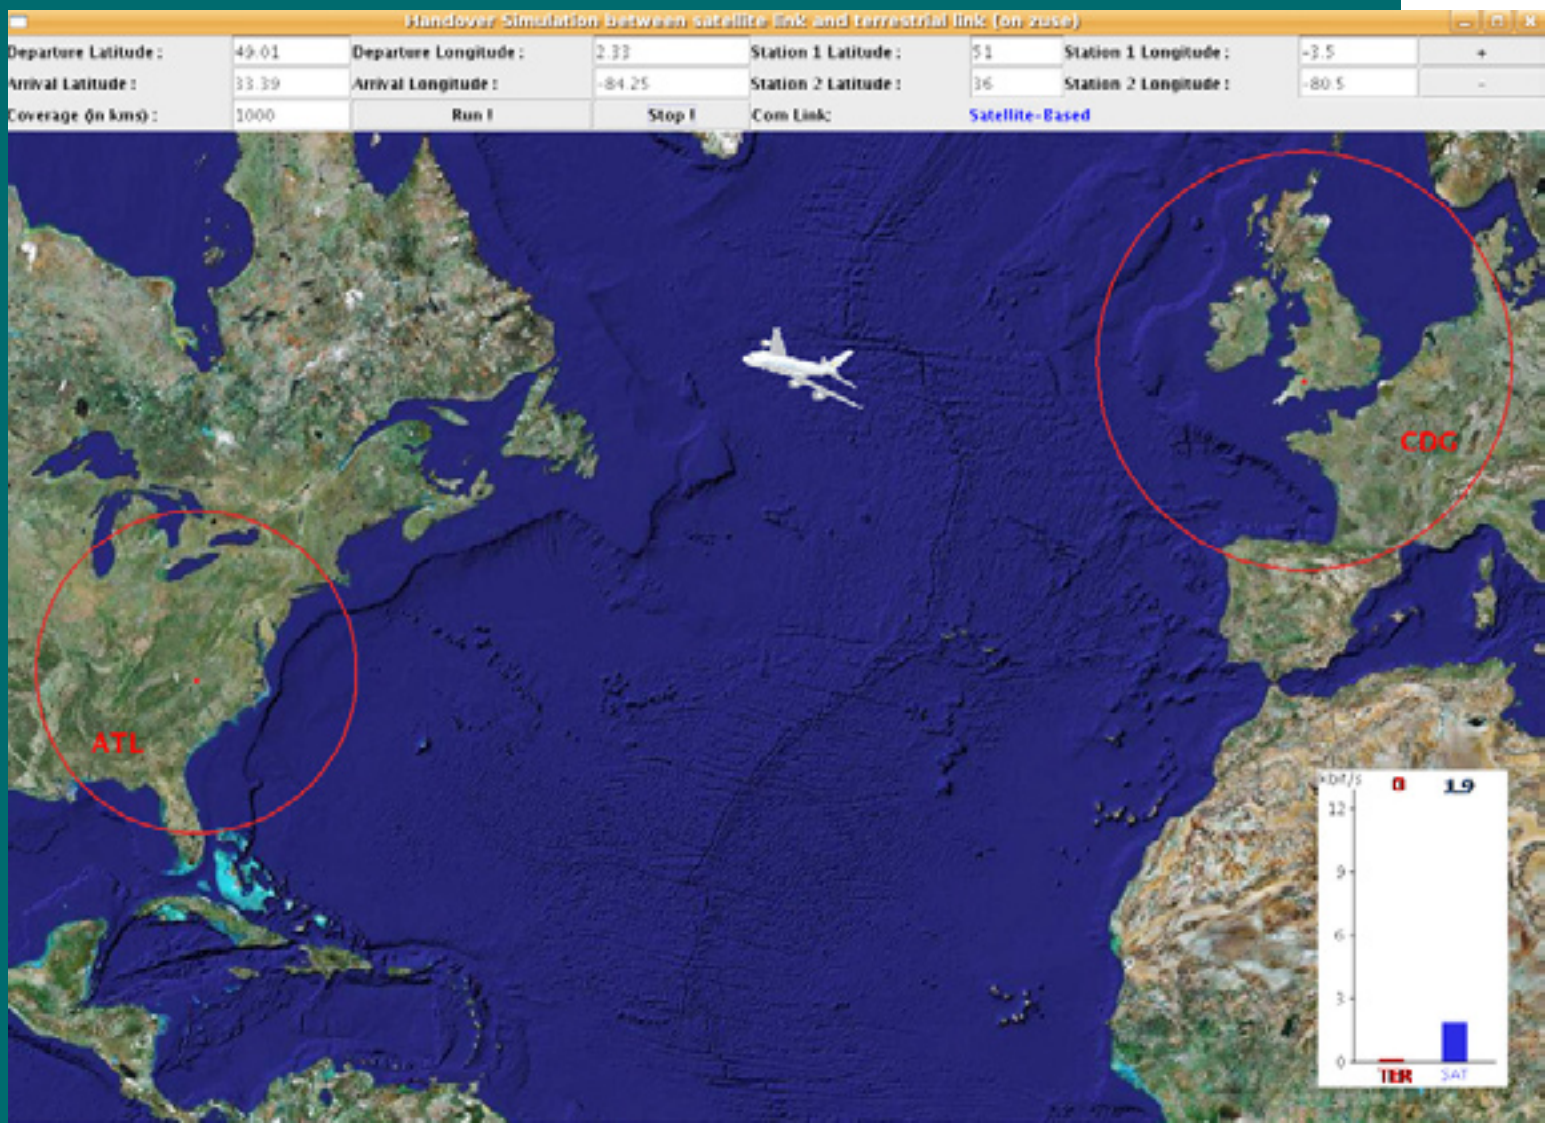 Handover Simulation between satellite link and terrestrial link (on zuse)
Departure Latitude : 49.01 Departure Longitude : 2.33 Station 1 Latitude : 51 Station 1 Longitude : -3.5 +
Arrival Latitude : 33.39 Arrival Longitude : -84.25 Station 2 Latitude : 36 Station 2 Longitude : -80.5 -
Coverage (in kms) : 1000 Run ! Stop ! Com Link: Satellite-Based
CDG
ATL
kbit/s 0 1.9
12
9
6
3
0
TER SAT